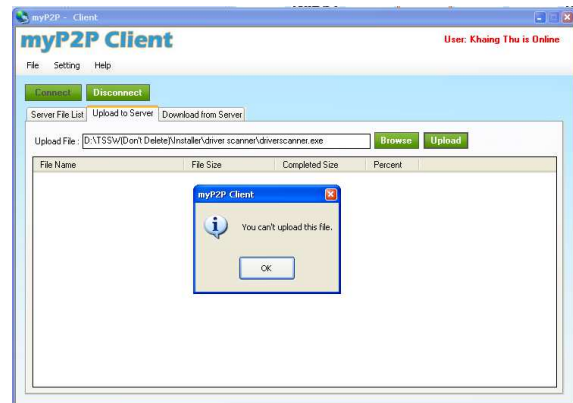 myP2P - Client
myP2P Client
User: Khaing Thu is Online
File Setting Help
Connect Disconnect
Server File List Upload to Server Download from Server
Upload File : D:\TSSW(Don't Delete)\Installer\driver scanner\driverscanner.exe Browse Upload
File Name File Size Completed Size Percent
myP2P Client
You can't upload this file.
OK